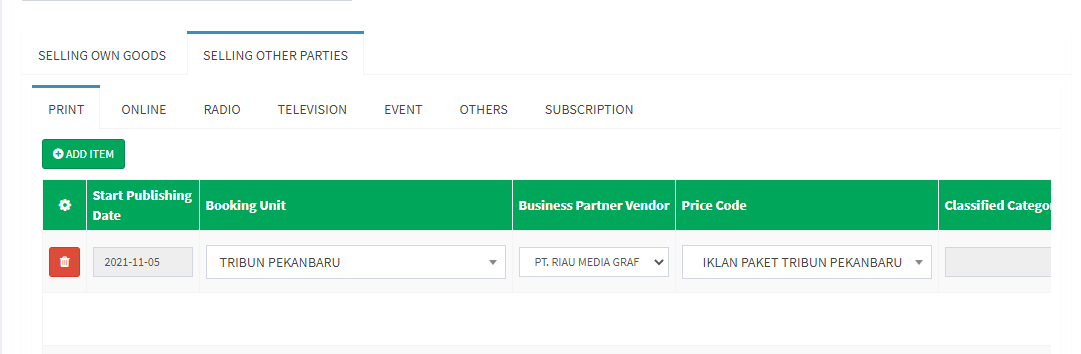 SELLING OWN GOODS SELLING OTHER PARTIES
PRINT ONLINE RADIO TELEVISION EVENT OTHERS SUBSCRIPTION
ADD ITEM
Start Publishing Date Booking Unit Business Partner Vendor Price Code Classified Catego
2021-11-05 TRIBUN PEKANBARU PT. RIAU MEDIA GRAF IKLAN PAKET TRIBUN PEKANBARU